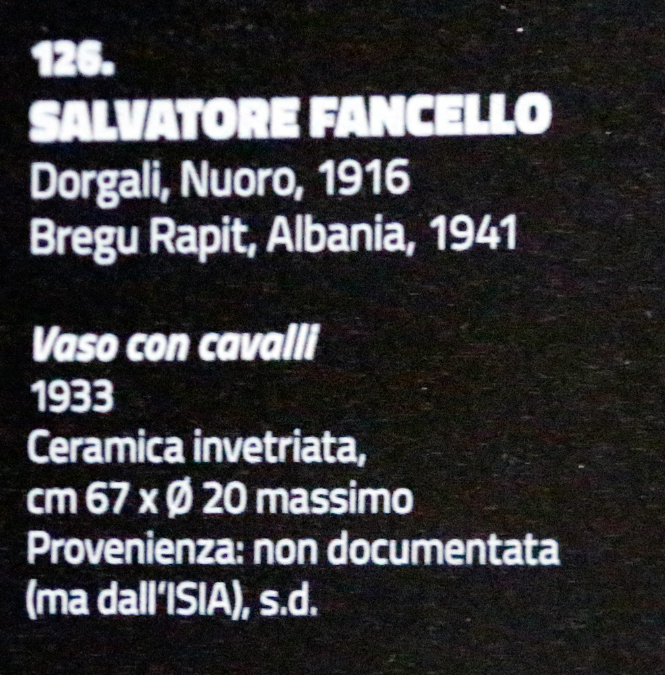 126.
SALVATORE FANCELLO
Dorgali, Nuoro, 1916
Bregu Rapit, Albania, 1941
Vaso con cavalli
1933
Ceramica invetriata,
cm 67 x Ø 20 massimo
Provenienza: non documentata
(ma dall'ISIA), s.d.